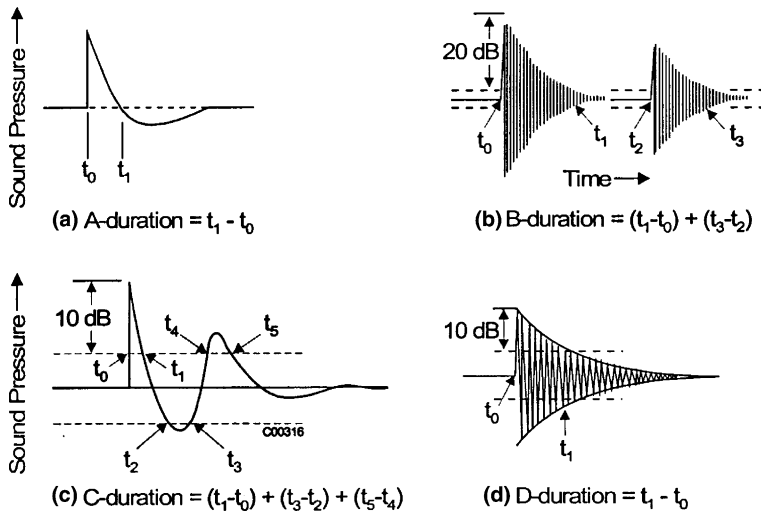 Sound Pressure
t0
t1
(a) A-duration = t1 - t0
20 dB
t0
t1
t2
t3
Time
(b) B-duration = (t1-t0) + (t3-t2)
Sound Pressure
10 dB
t0
t1
t4
t5
t2
t3
C00316
(c) C-duration = (t1-t0) + (t3-t2) + (t5-t4)
10 dB
t0
t1
(d) D-duration = t1 - t0